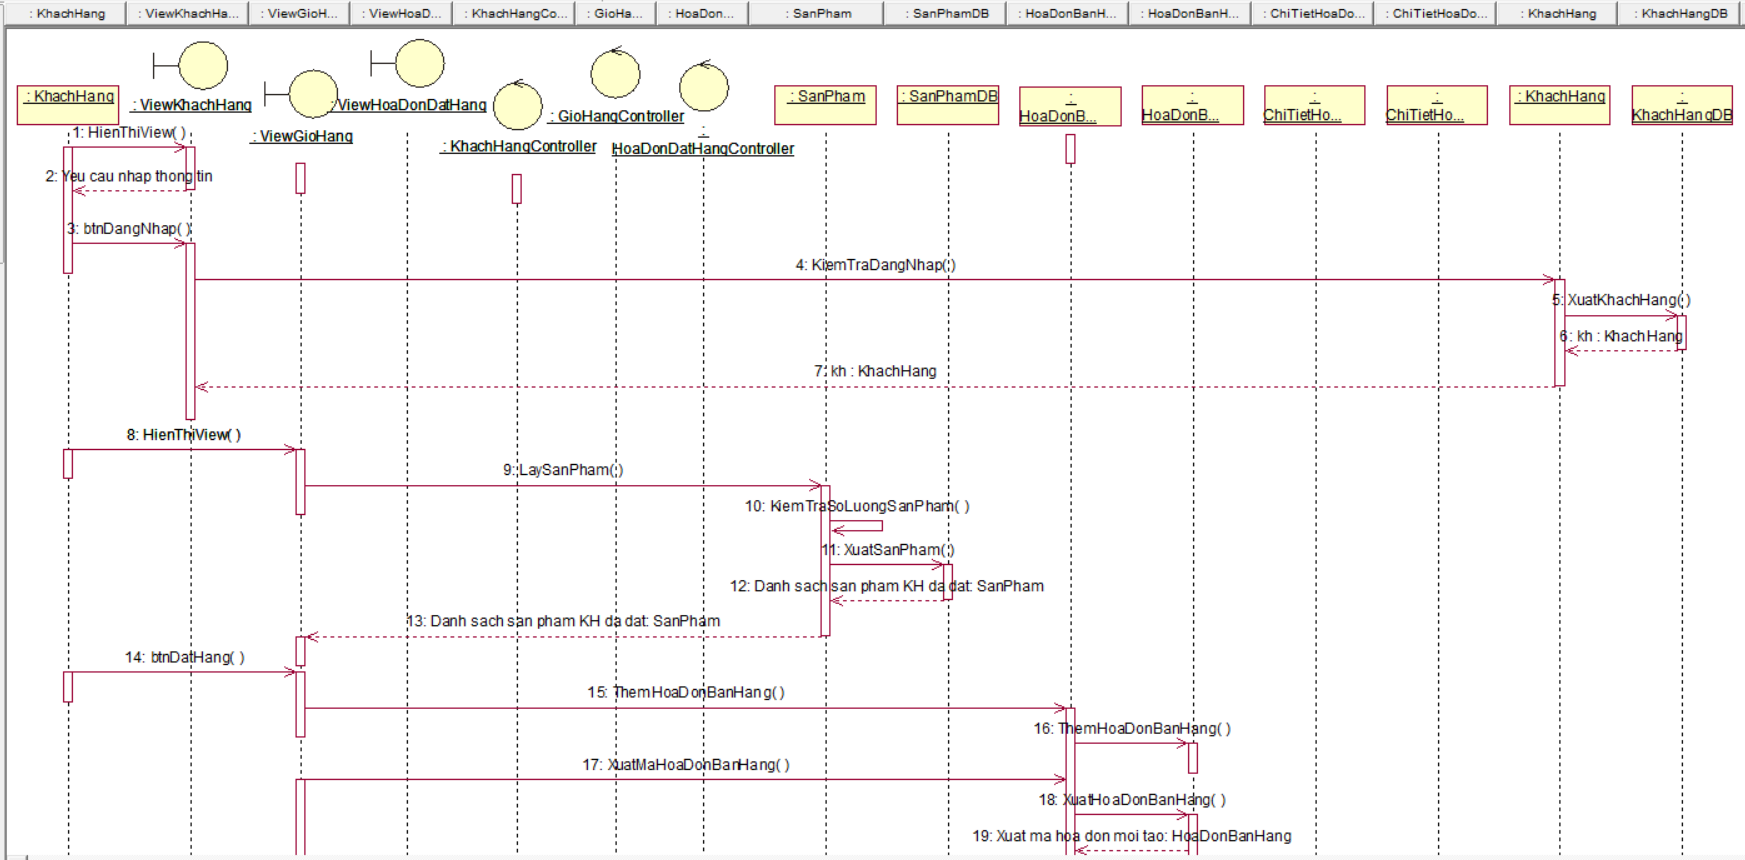 : KhachHang
: ViewKhachHa...
: ViewGioH...
: ViewHoaD...
: KhachHangCo...
: GioHa...
: HoaDon...
: SanPham
: SanPhamDB
: HoaDonBanH...
: HoaDonBanH...
: ChiTietHoaDo...
: ChiTietHoaDo...
: KhachHang
: KhachHangDB
: KhachHang
: ViewKhachHang
: ViewGioHang
: ViewHoaDonDatHang
: KhachHangController
: GioHangController
:
HoaDonDatHangController
: SanPham
: SanPhamDB
:
HoaDonB...
:
HoaDonB...
:
ChiTietHo...
:
ChiTietHo...
: KhachHang
:
KhachHangDB
1: HienThiView( )
2: Yeu cau nhap thong tin
3: btnDangNhap( )
4: KiemTraDangNhap( )
5: XuatKhachHang( )
6: kh : KhachHang
7: kh : KhachHang
8: HienThiView( )
9: LaySanPham( )
10: KiemTraSoLuongSanPham( )
11: XuatSanPham( )
12: Danh sach san pham KH da dat: SanPham
13: Danh sach san pham KH da dat: SanPham
14: btnDatHang( )
15: ThemHoaDonBanHang( )
16: ThemHoaDonBanHang( )
17: XuatMaHoaDonBanHang( )
18: XuatHoaDonBanHang( )
19: Xuat ma hoa don moi tao: HoaDonBanHang